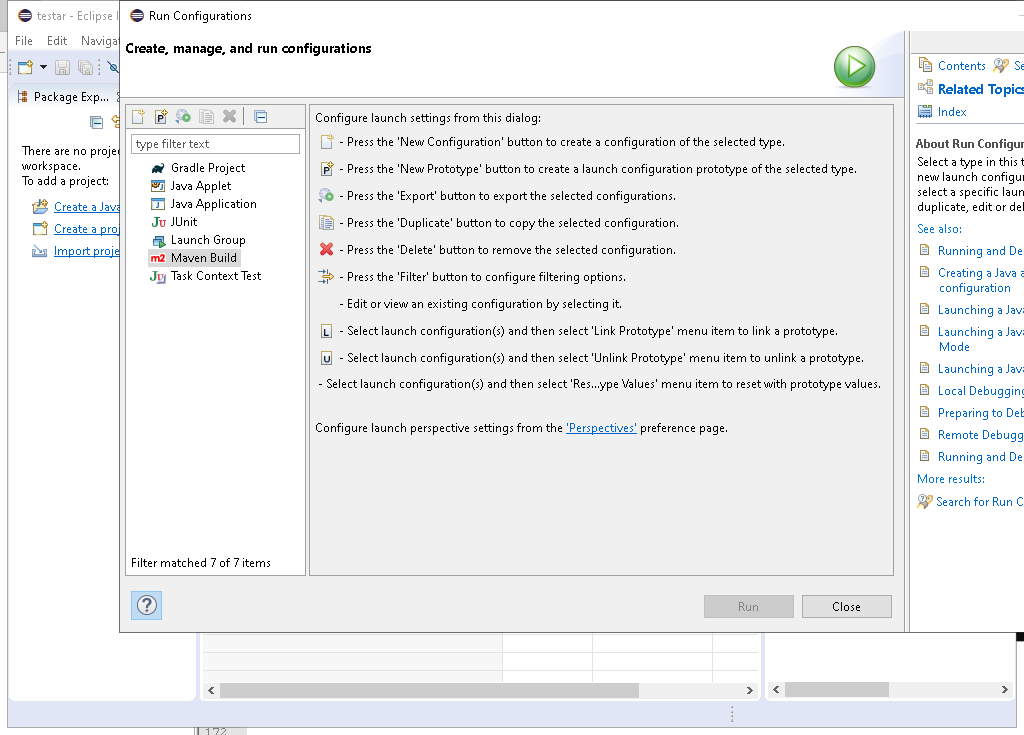 testar - Eclipse I
File Edit Navigat
Package Exp...
There are no proje
workspace.
To add a project:
Create a Java
Create a proj
Import proje
Run Configurations
Create, manage, and run configurations
type filter text
Gradle Project
Java Applet
Java Application
JUnit
Launch Group
Maven Build
Task Context Test
Filter matched 7 of 7 items
Configure launch settings from this dialog:
- Press the 'New Configuration' button to create a configuration of the selected type.
- Press the 'New Prototype' button to create a launch configuration prototype of the selected type.
- Press the 'Export' button to export the selected configurations.
- Press the 'Duplicate' button to copy the selected configuration.
- Press the 'Delete' button to remove the selected configuration.
- Press the 'Filter' button to configure filtering options.
- Edit or view an existing configuration by selecting it.
- Select launch configuration(s) and then select 'Link Prototype' menu item to link a prototype.
- Select launch configuration(s) and then select 'Unlink Prototype' menu item to unlink a prototype.
- Select launch configuration(s) and then select 'Res...ype Values' menu item to reset with prototype values.
Configure launch perspective settings from the 'Perspectives' preference page.
Run Close
Contents Se
Related Topics
Index
About Run Configur
Select a type in this t
new launch configur
select a specific laun
duplicate, edit or del
See also:
Running and De
Creating a Java a
configuration
Launching a Java
Launching a Java
Mode
Launching a Java
Local Debugging
Preparing to Deb
Remote Debugg
Running and De
More results:
Search for Run C
172